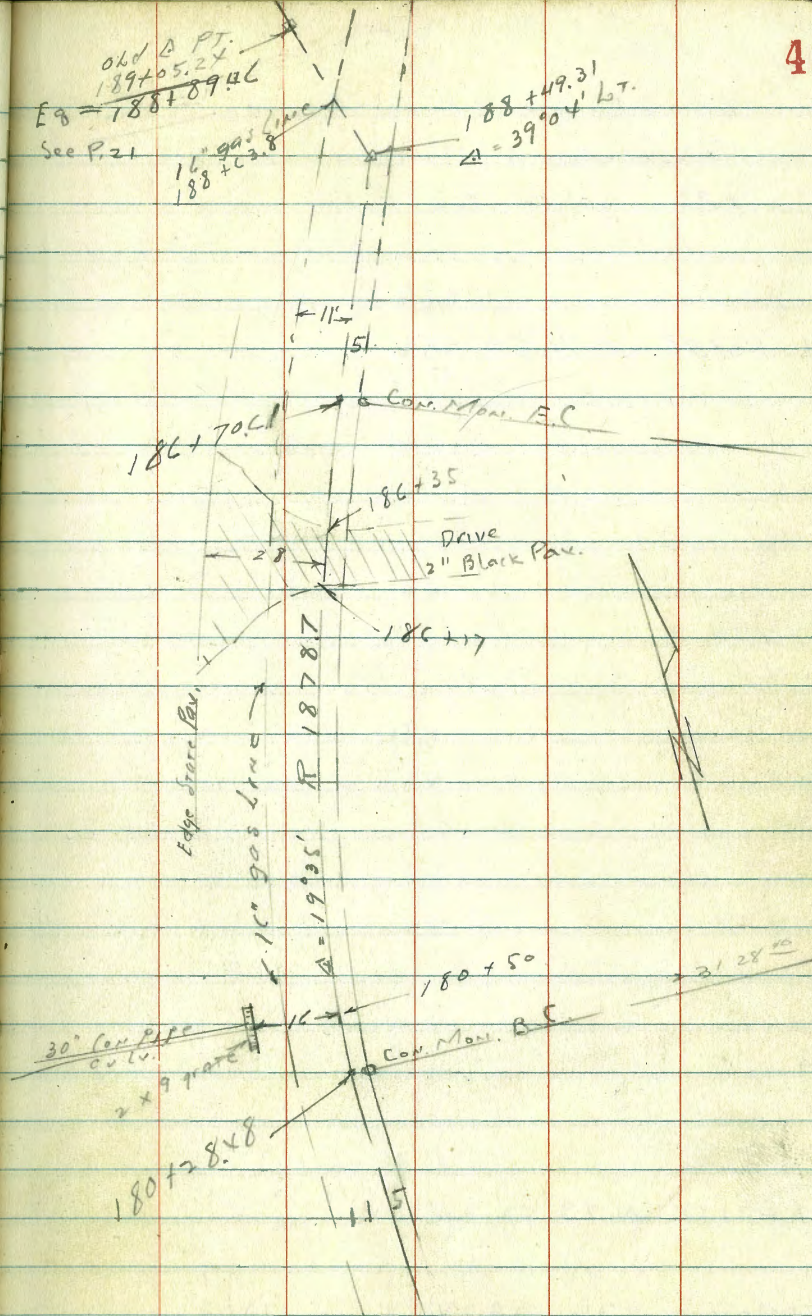 4
OLD Δ PT.
189+05.24
Eq = 188+89.46
See P. 21
16" gas Line
188+63.8
188+49.31
Δ = 39°04' LT.
11'
5'
Con. Mon. E.C
186+70.61
186+35
Drive
2" Black Pav.
28
186+17
Edge State Pav.
16" gas Line
Δ = 19°35' R 1878.7
180+50
16
30" Con Pipe
Culv.
2 x 9 grate
Con. Mon. B.C.
180+28.48
11
5